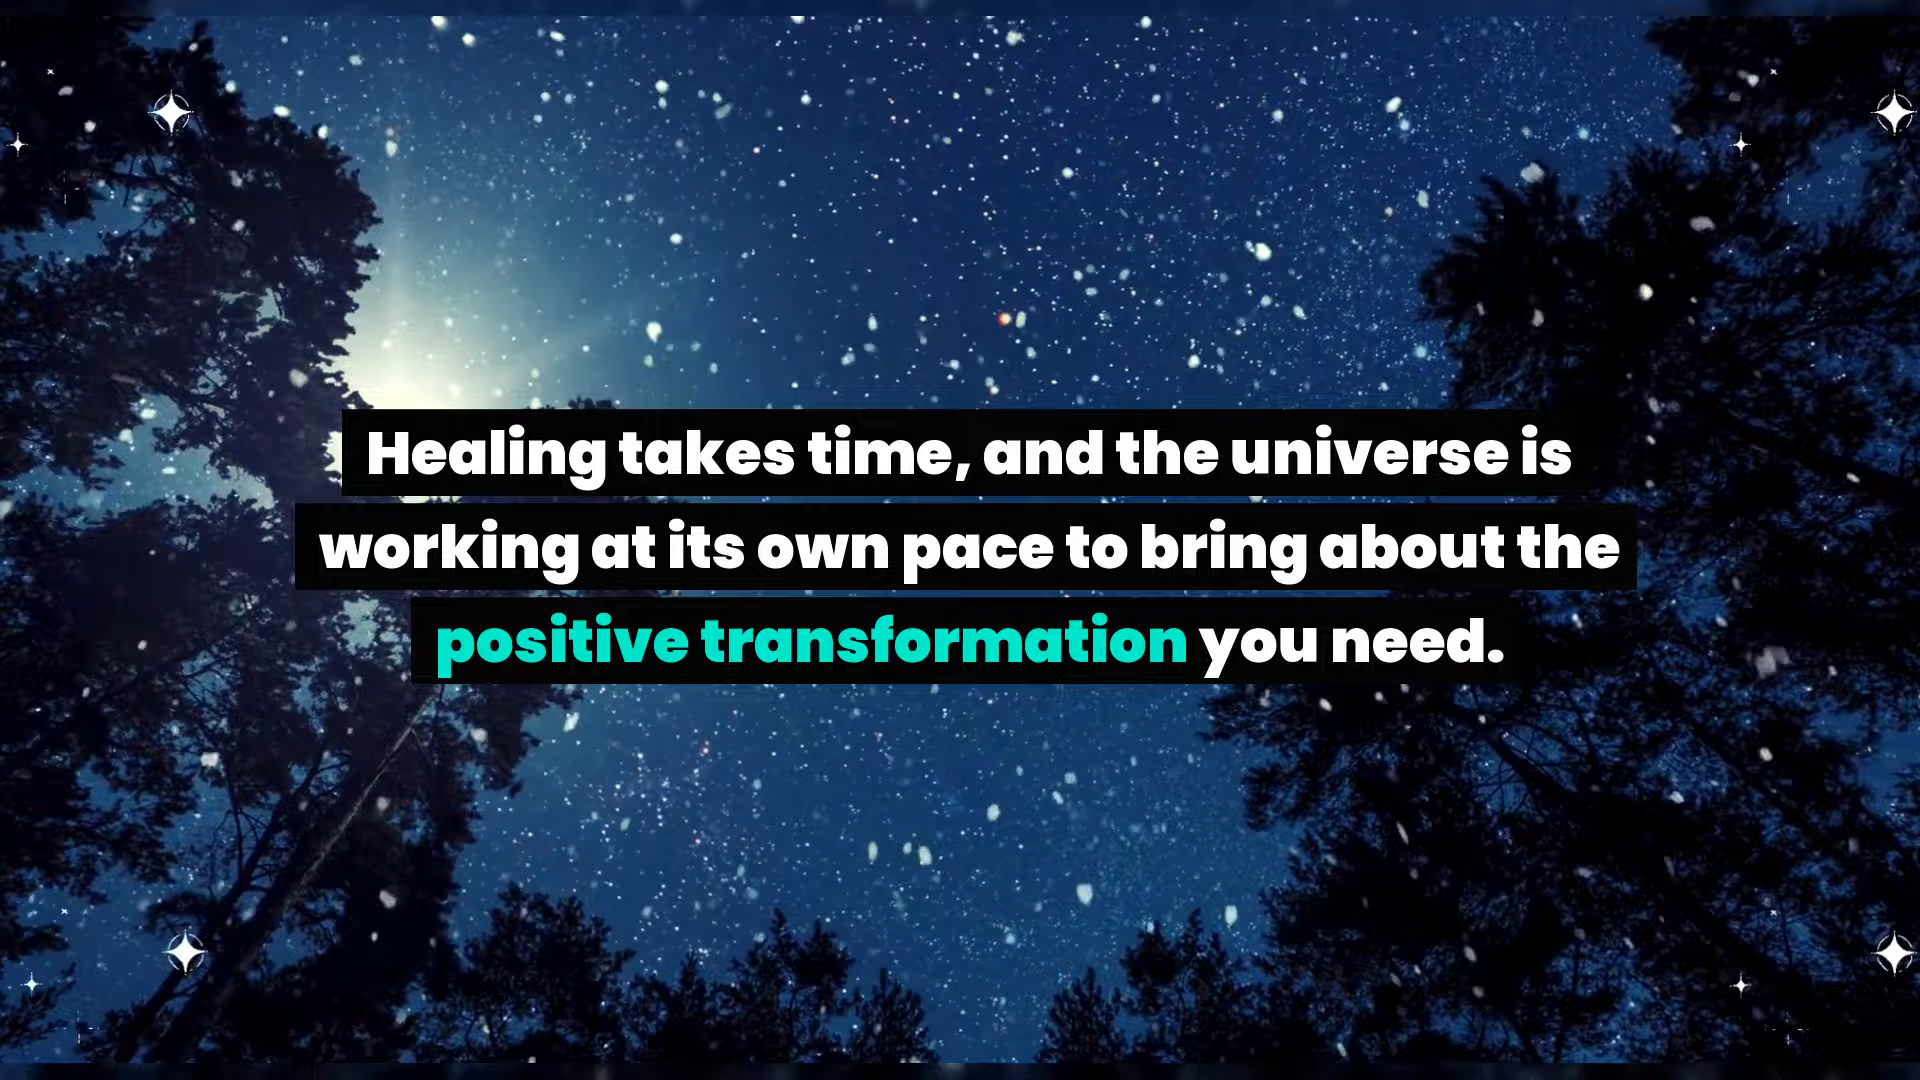 Healing takes time, and the universe is
working at its own pace to bring about the
positive transformation you need.